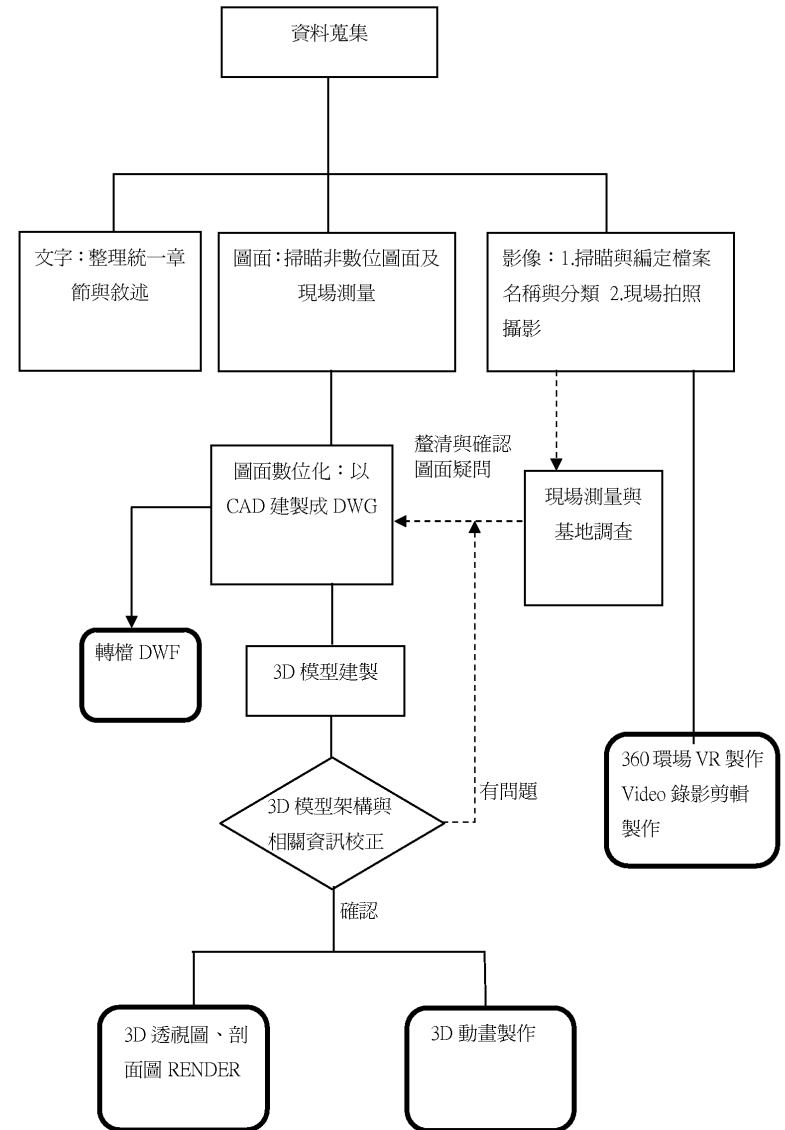 資料蒐集
文字：整理統一章
節與敘述
圖面：掃瞄非數位圖面及
現場測量
影像：1.掃瞄與編定檔案
名稱與分類 2.現場拍照
攝影
釐清與確認
圖面疑問
圖面數位化：以
CAD 建製成 DWG
現場測量與
基地調查
轉檔 DWF
3D 模型建製
360 環場 VR 製作
Video 錄影剪輯
製作
有問題
3D 模型架構與
相關資訊校正
確認
3D 透視圖、剖
面圖 RENDER
3D 動畫製作